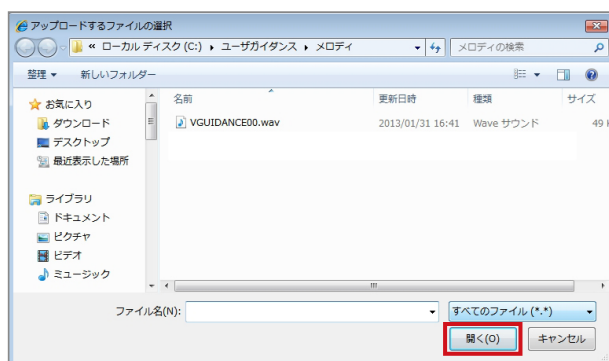 アップロードするファイルの選択
« ローカル ディスク (C:) ▸ ユーザガイダンス ▸ メロディ
メロディの検索
整理 ▼ 新しいフォルダー
お気に入り
ダウンロード
デスクトップ
最近表示した場所
ライブラリ
ドキュメント
ピクチャ
ビデオ
ミュージック
名前 更新日時 種類 サイズ
VGUIDANCE00.wav 2013/01/31 16:41 Wave サウンド 49
ファイル名(N):
すべてのファイル (*.*)
開く(O) キャンセル